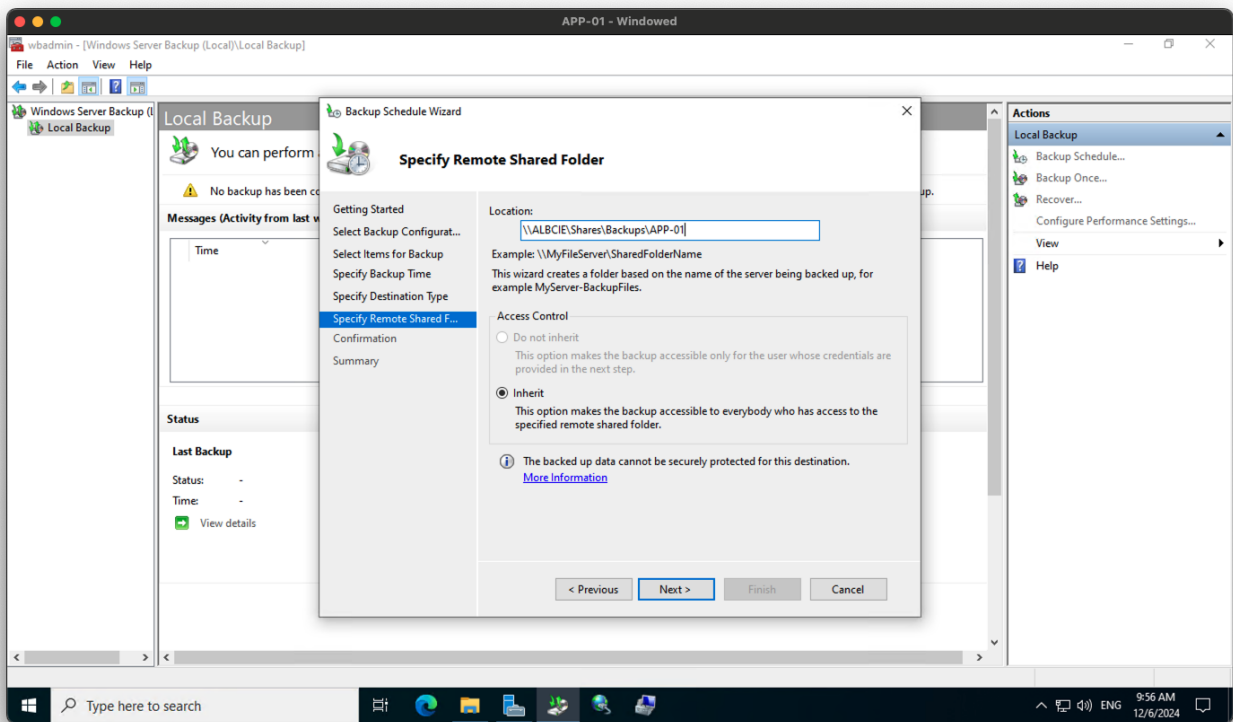 APP-01 - Windowed
wbadmin - [Windows Server Backup (Local)\Local Backup]
File Action View Help
Windows Server Backup (L
Local Backup
Local Backup
You can perform
No backup has been co
up.
Messages (Activity from last w
Time
Status
Last Backup
Status: -
Time: -
View details
Backup Schedule Wizard
Specify Remote Shared Folder
Getting Started
Select Backup Configurat...
Select Items for Backup
Specify Backup Time
Specify Destination Type
Specify Remote Shared F...
Confirmation
Summary
Location:
\\ALBCIE\Shares\Backups\APP-01
Example: \\MyFileServer\SharedFolderName
This wizard creates a folder based on the name of the server being backed up, for
example MyServer-BackupFiles.
Access Control
Do not inherit
This option makes the backup accessible only for the user whose credentials are
provided in the next step.
Inherit
This option makes the backup accessible to everybody who has access to the
specified remote shared folder.
The backed up data cannot be securely protected for this destination.
More Information
< Previous
Next >
Finish
Cancel
Actions
Local Backup
Backup Schedule...
Backup Once...
Recover...
Configure Performance Settings...
View
Help
Type here to search
ENG
9:56 AM
12/6/2024